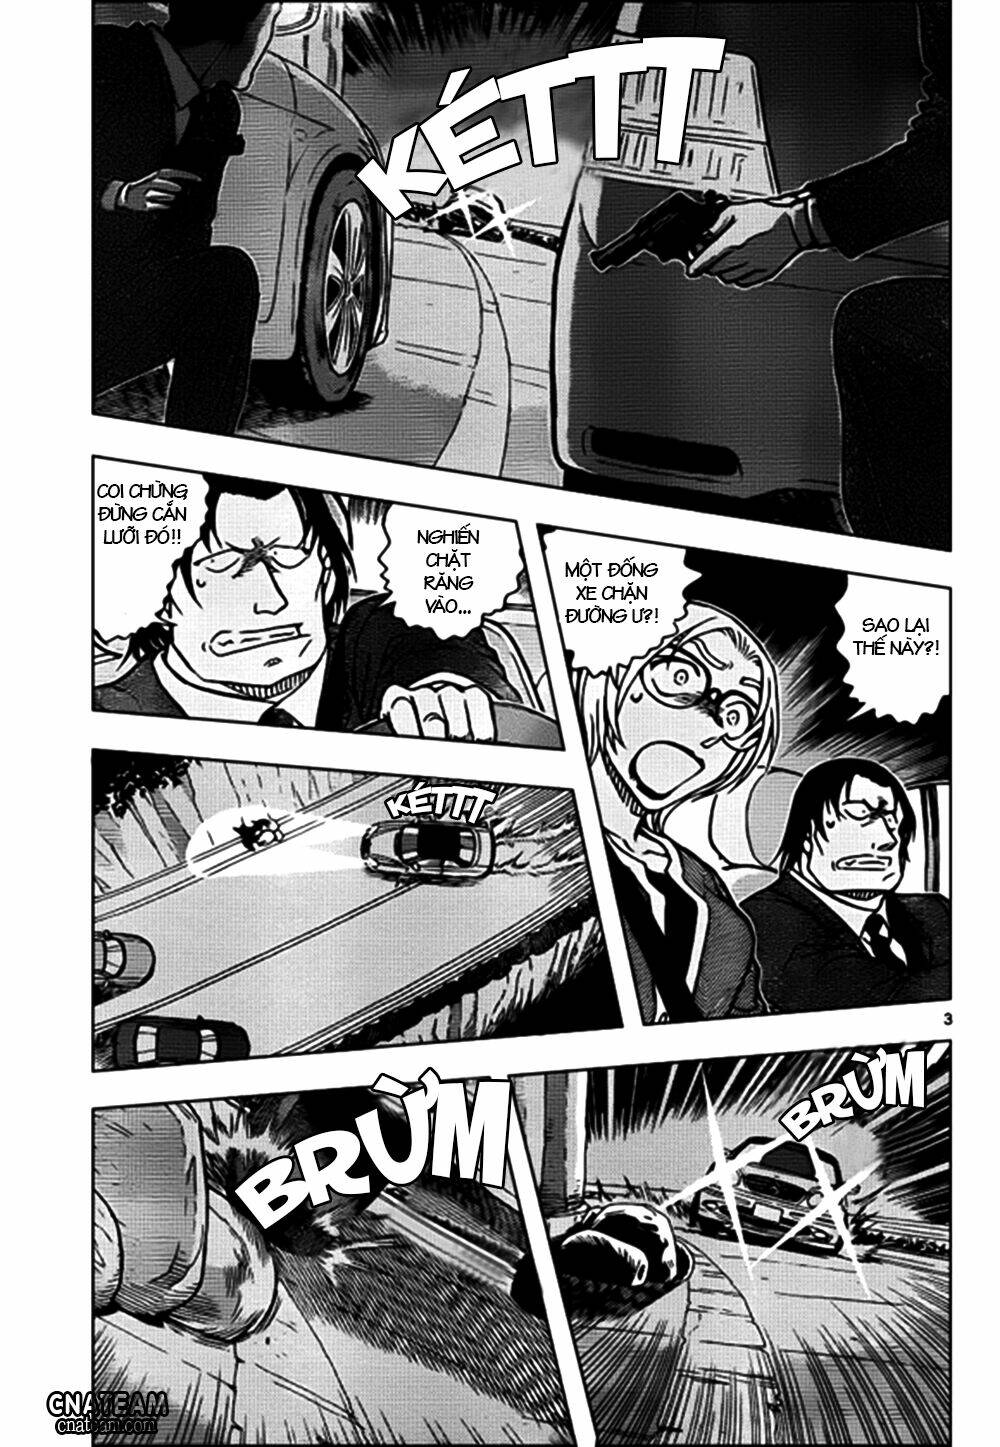 KÉTTT
SAO LẠI
THẾ NÀY?!
MỘT ĐỐNG
XE CHẶN
ĐƯỜNG Ư?!
NGHIẾN
CHẶT
RĂNG
VÀO...
COI CHỪNG,
ĐỪNG CẮN
LƯỠI ĐÓ!!
KÉTTT
3
BRỪM
BRỪM
CNATEAM
cnateam.com